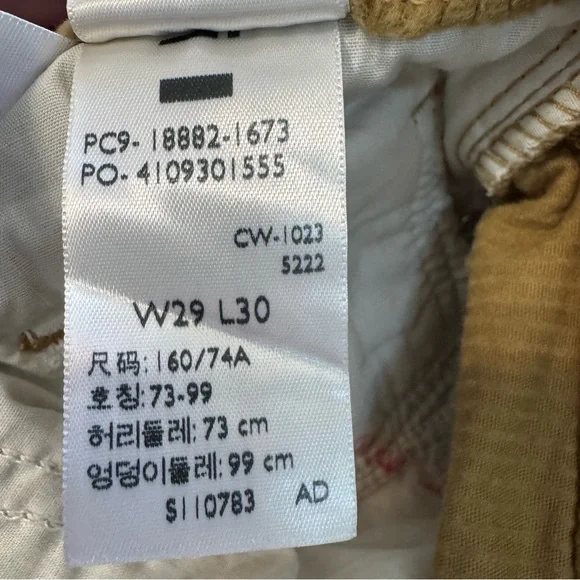 PC9- 18882-1673
PO- 4109301555
CW-1023
5222
W29 L30
尺码: 160/74A
호칭: 73-99
허리둘레: 73 cm
엉덩이둘레: 99 cm
S110783 AD